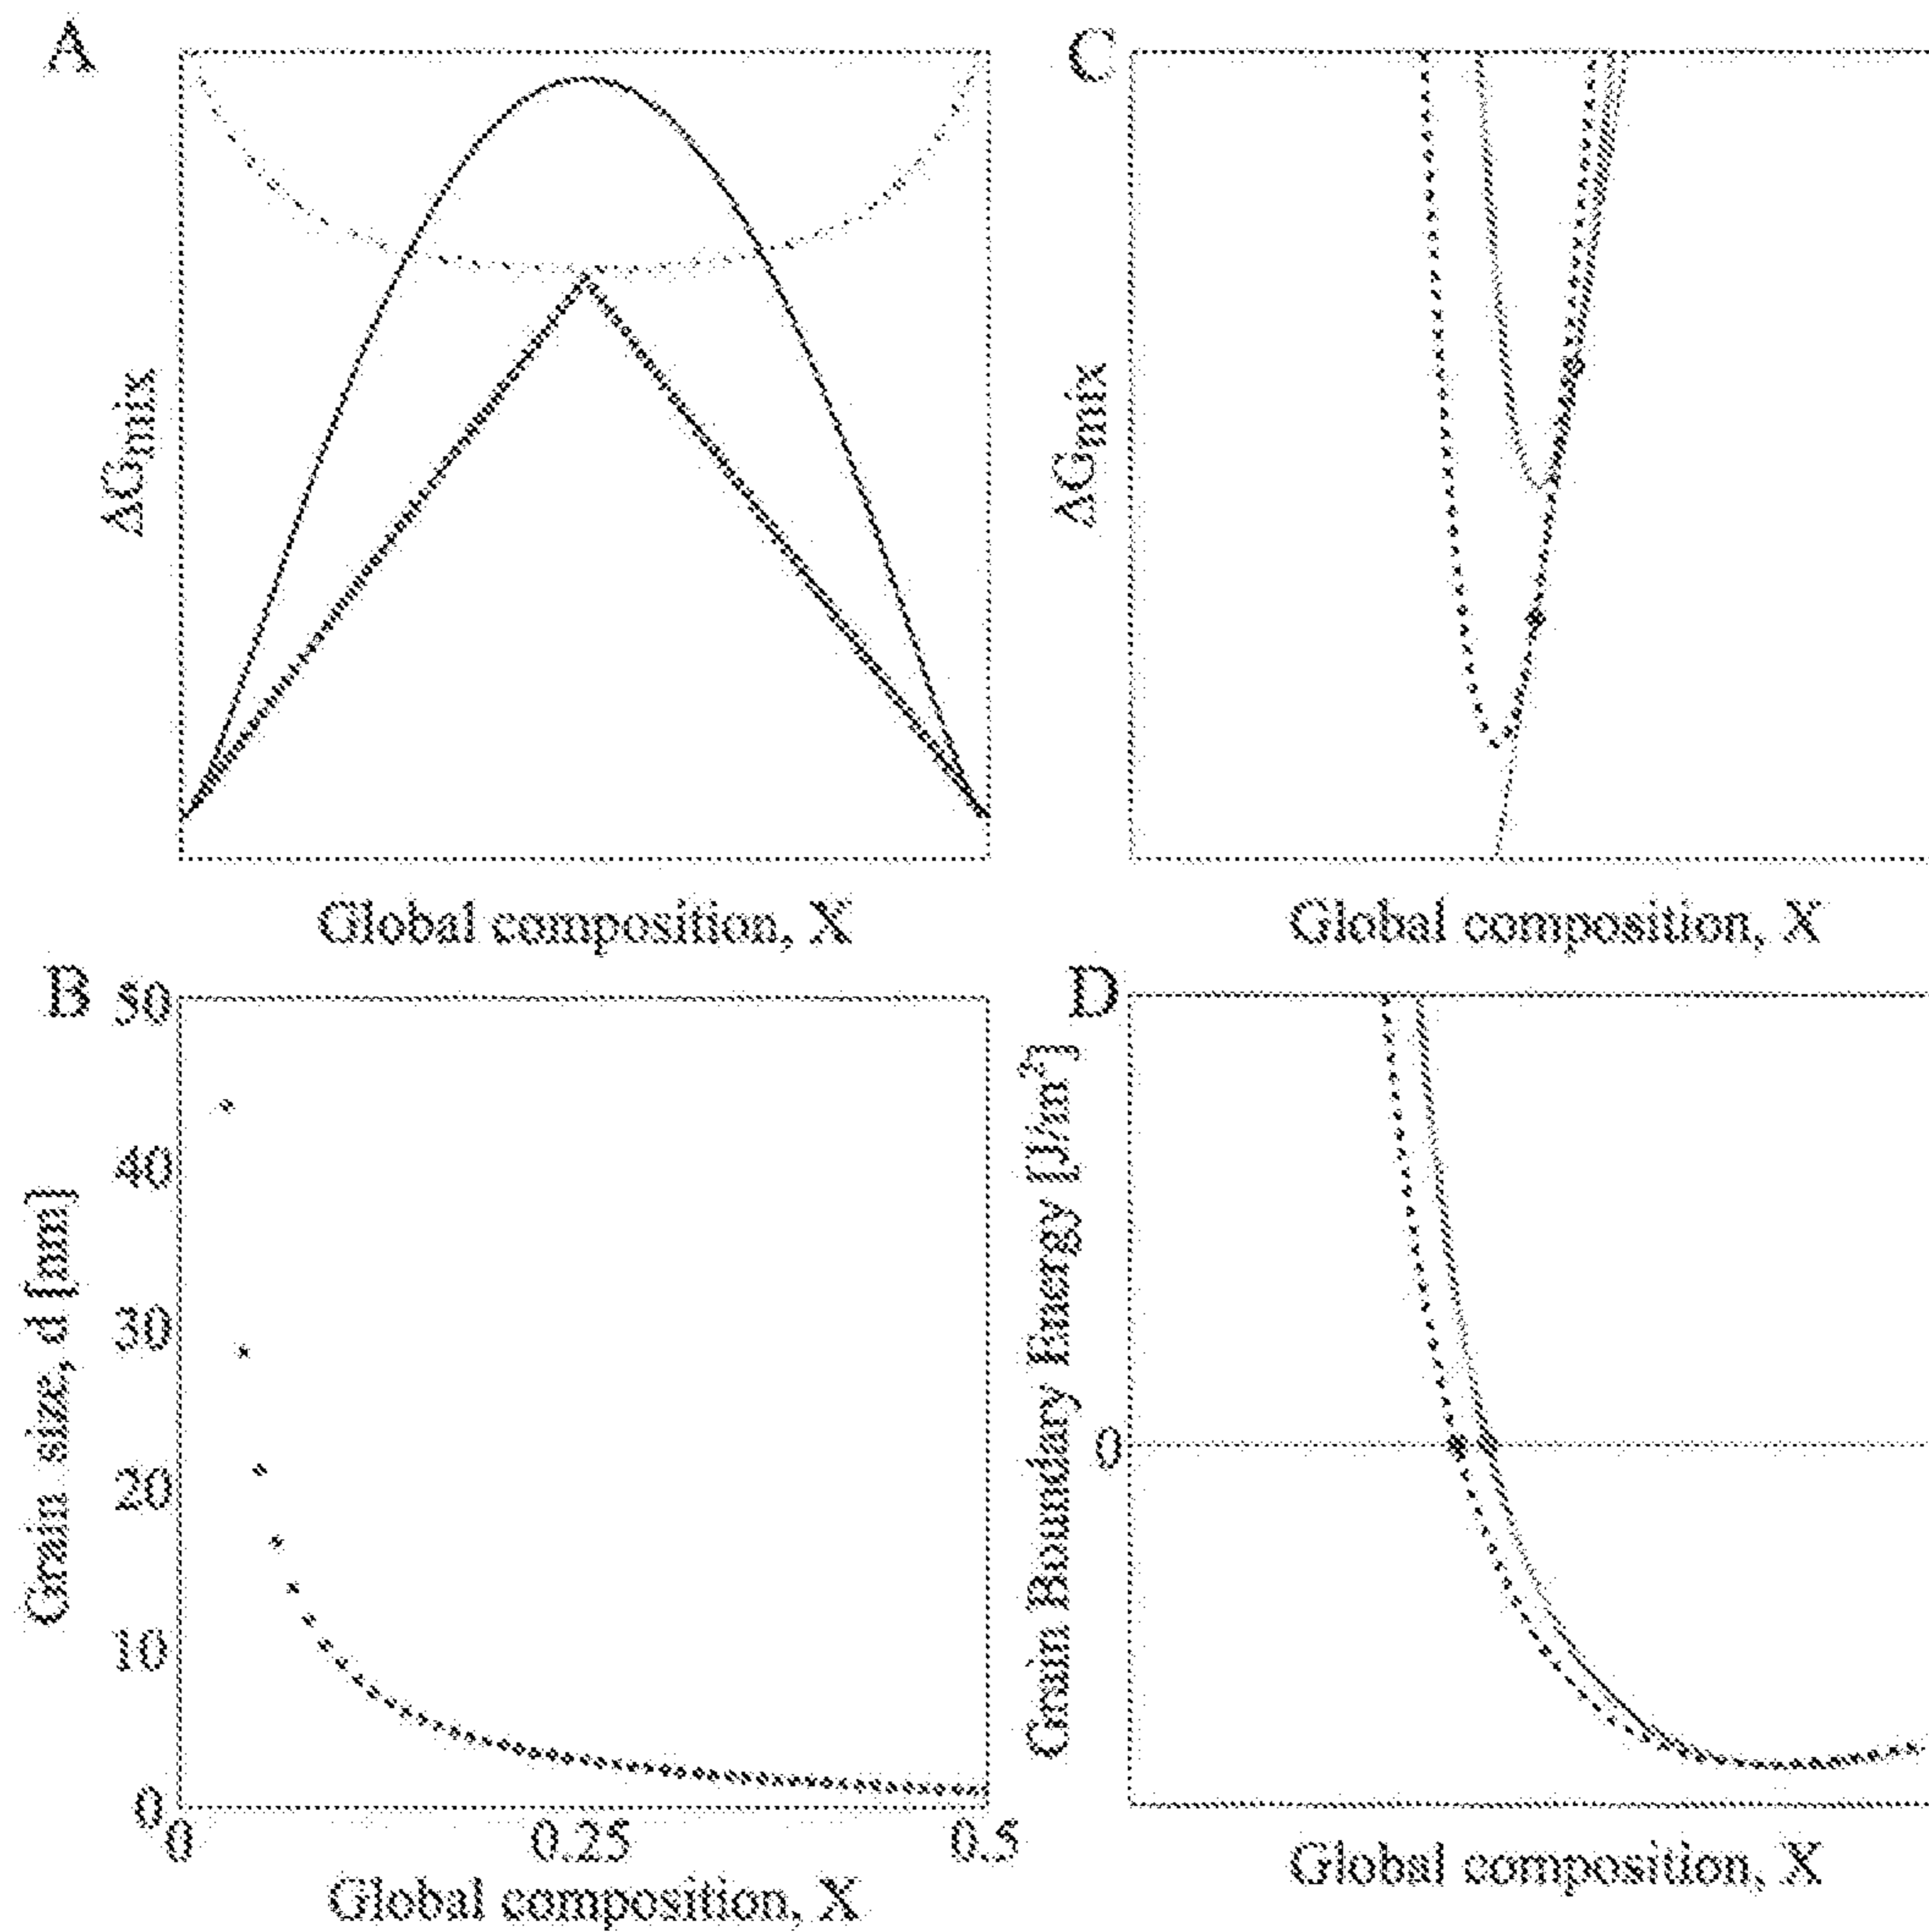 A
ΔGmix
Global composition, X
C
ΔGmix
Global composition, X
B
50
40
30
20
10
0
Grain size, d [nm]
0 0.25 0.5
Global composition, X
D
Grain Boundary Energy [J/m²]
0
Global composition, X